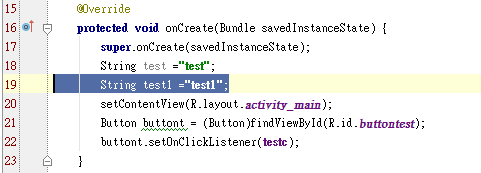 15 @Override
16 protected void onCreate(Bundle savedInstanceState) {
17 super.onCreate(savedInstanceState);
18 String test ="test";
19 String test1 ="test1";
20 setContentView(R.layout.activity_main);
21 Button buttont = (Button)findViewById(R.id.buttontest);
22 buttont.setOnClickListener(testc);
23 }